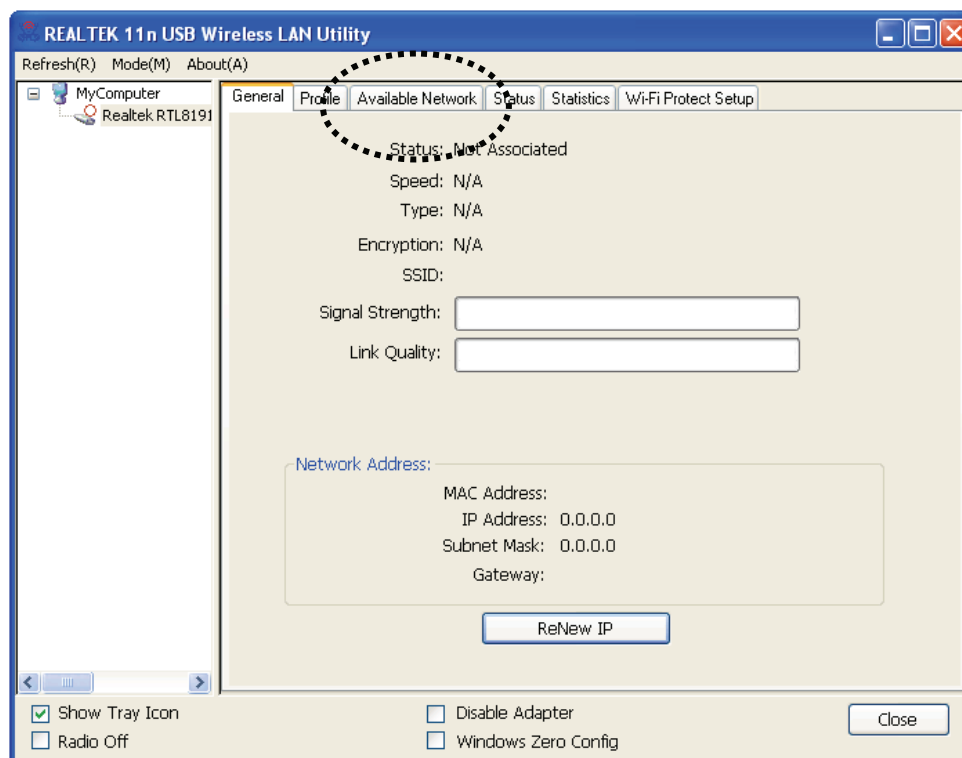 REALTEK 11n USB Wireless LAN Utility
Refresh(R) Mode(M) About(A)
MyComputer
Realtek RTL8191
General Profile Available Network Status Statistics Wi-Fi Protect Setup
Status: Not Associated
Speed: N/A
Type: N/A
Encryption: N/A
SSID:
Signal Strength:
Link Quality:
Network Address:
MAC Address:
IP Address: 0.0.0.0
Subnet Mask: 0.0.0.0
Gateway:
ReNew IP
Show Tray Icon
Disable Adapter
Close
Radio Off
Windows Zero Config